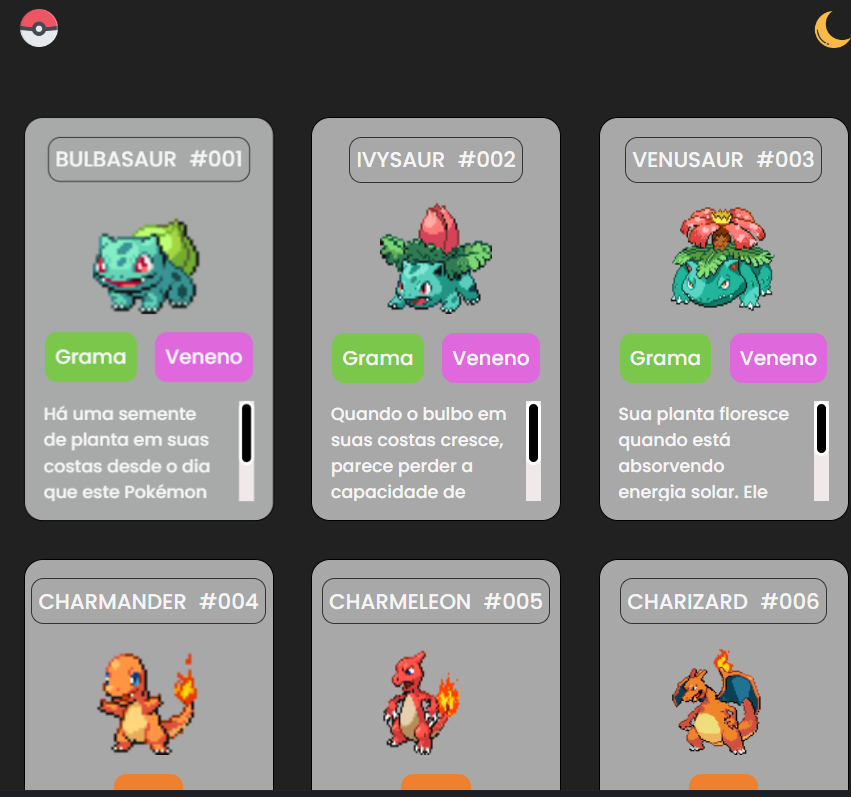 BULBASAUR #001
IVYSAUR #002
VENUSAUR #003
Grama Veneno
Grama Veneno
Grama Veneno
Há uma semente
de planta em suas
costas desde o dia
que este Pokémon
Quando o bulbo em
suas costas cresce,
parece perder a
capacidade de
Sua planta floresce
quando está
absorvendo
energia solar. Ele
CHARMANDER #004
CHARMELEON #005
CHARIZARD #006